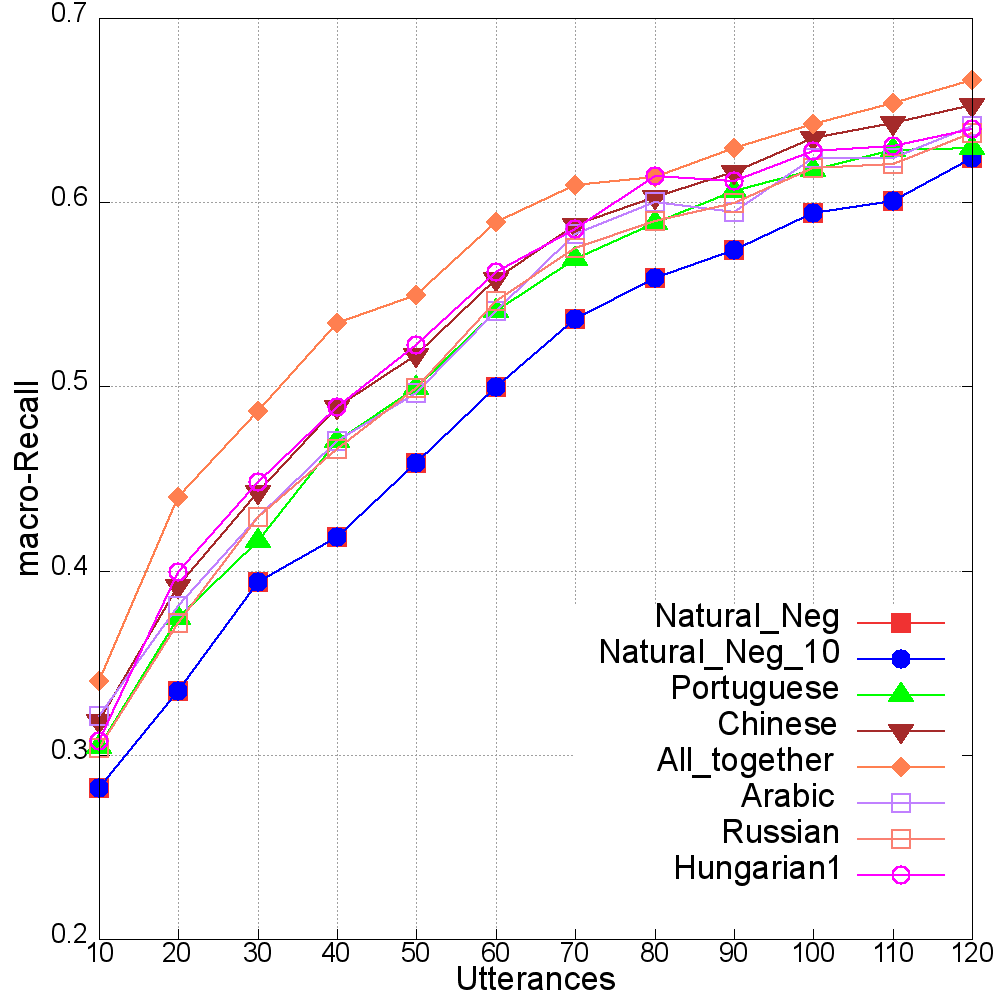 0.7
0.6
0.5
0.4
0.3
0.2
macro-Recall
Natural_Neg
Natural_Neg_10
Portuguese
Chinese
All_together
Arabic
Russian
Hungarian1
10 20 30 40 50 60 70 80 90 100 110 120
Utterances